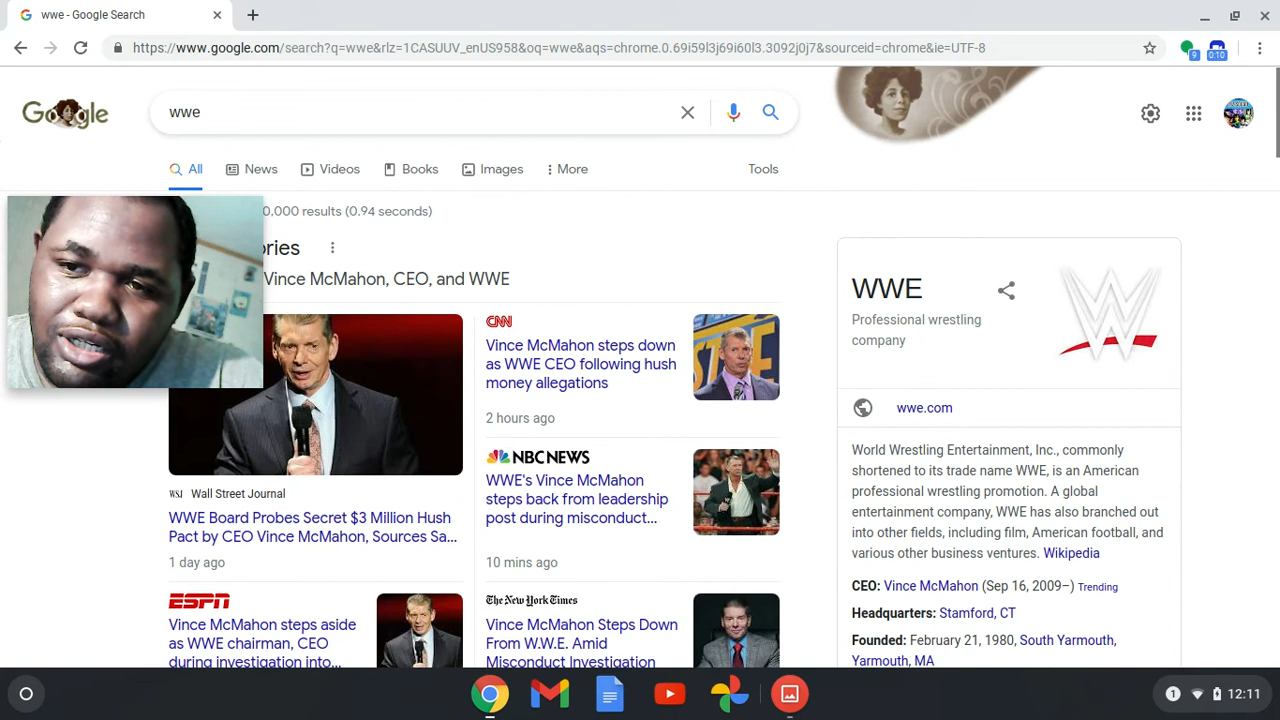 wwe - Google Search
https://www.google.com/search?q=wwe&rlz=1CASUUV_enUS958&oq=wwe&aqs=chrome.0.69i59l3j69i60l3.3092j0j7&sourceid=chrome&ie=UTF-8
9
0:10
Google
wwe
All
News
Videos
Books
Images
More
Tools
0,000 results (0.94 seconds)
ories
Vince McMahon, CEO, and WWE
WSJ Wall Street Journal
WWE Board Probes Secret $3 Million Hush
Pact by CEO Vince McMahon, Sources Sa...
1 day ago
ESPN
Vince McMahon steps aside
as WWE chairman, CEO
during investigation into...
CNN
Vince McMahon steps down
as WWE CEO following hush
money allegations
2 hours ago
NBC NEWS
WWE's Vince McMahon
steps back from leadership
post during misconduct...
10 mins ago
The New York Times
Vince McMahon Steps Down
From W.W.E. Amid
Misconduct Investigation
WWE
Professional wrestling
company
wwe.com
World Wrestling Entertainment, Inc., commonly
shortened to its trade name WWE, is an American
professional wrestling promotion. A global
entertainment company, WWE has also branched out
into other fields, including film, American football, and
various other business ventures. Wikipedia
CEO: Vince McMahon (Sep 16, 2009–) Trending
Headquarters: Stamford, CT
Founded: February 21, 1980, South Yarmouth,
Yarmouth, MA
1
12:11